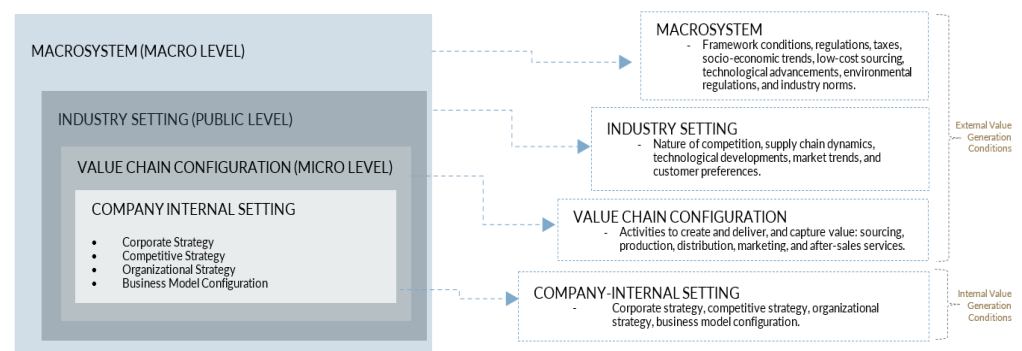 MACROSYSTEM (MACRO LEVEL)
INDUSTRY SETTING (PUBLIC LEVEL)
VALUE CHAIN CONFIGURATION (MICRO LEVEL)
COMPANY INTERNAL SETTING
• Corporate Strategy
• Competitive Strategy
• Organizational Strategy
• Business Model Configuration
MACROSYSTEM
- Framework conditions, regulations, taxes,
socio-economic trends, low-cost sourcing,
technological advancements, environmental
regulations, and industry norms.
INDUSTRY SETTING
- Nature of competition, supply chain dynamics,
technological developments, market trends, and
customer preferences.
VALUE CHAIN CONFIGURATION
- Activities to create and deliver, and capture value: sourcing,
production, distribution, marketing, and after-sales services.
COMPANY-INTERNAL SETTING
- Corporate strategy, competitive strategy, organizational
strategy, business model configuration.
External Value
Generation
Conditions
Internal Value
Generation
Conditions